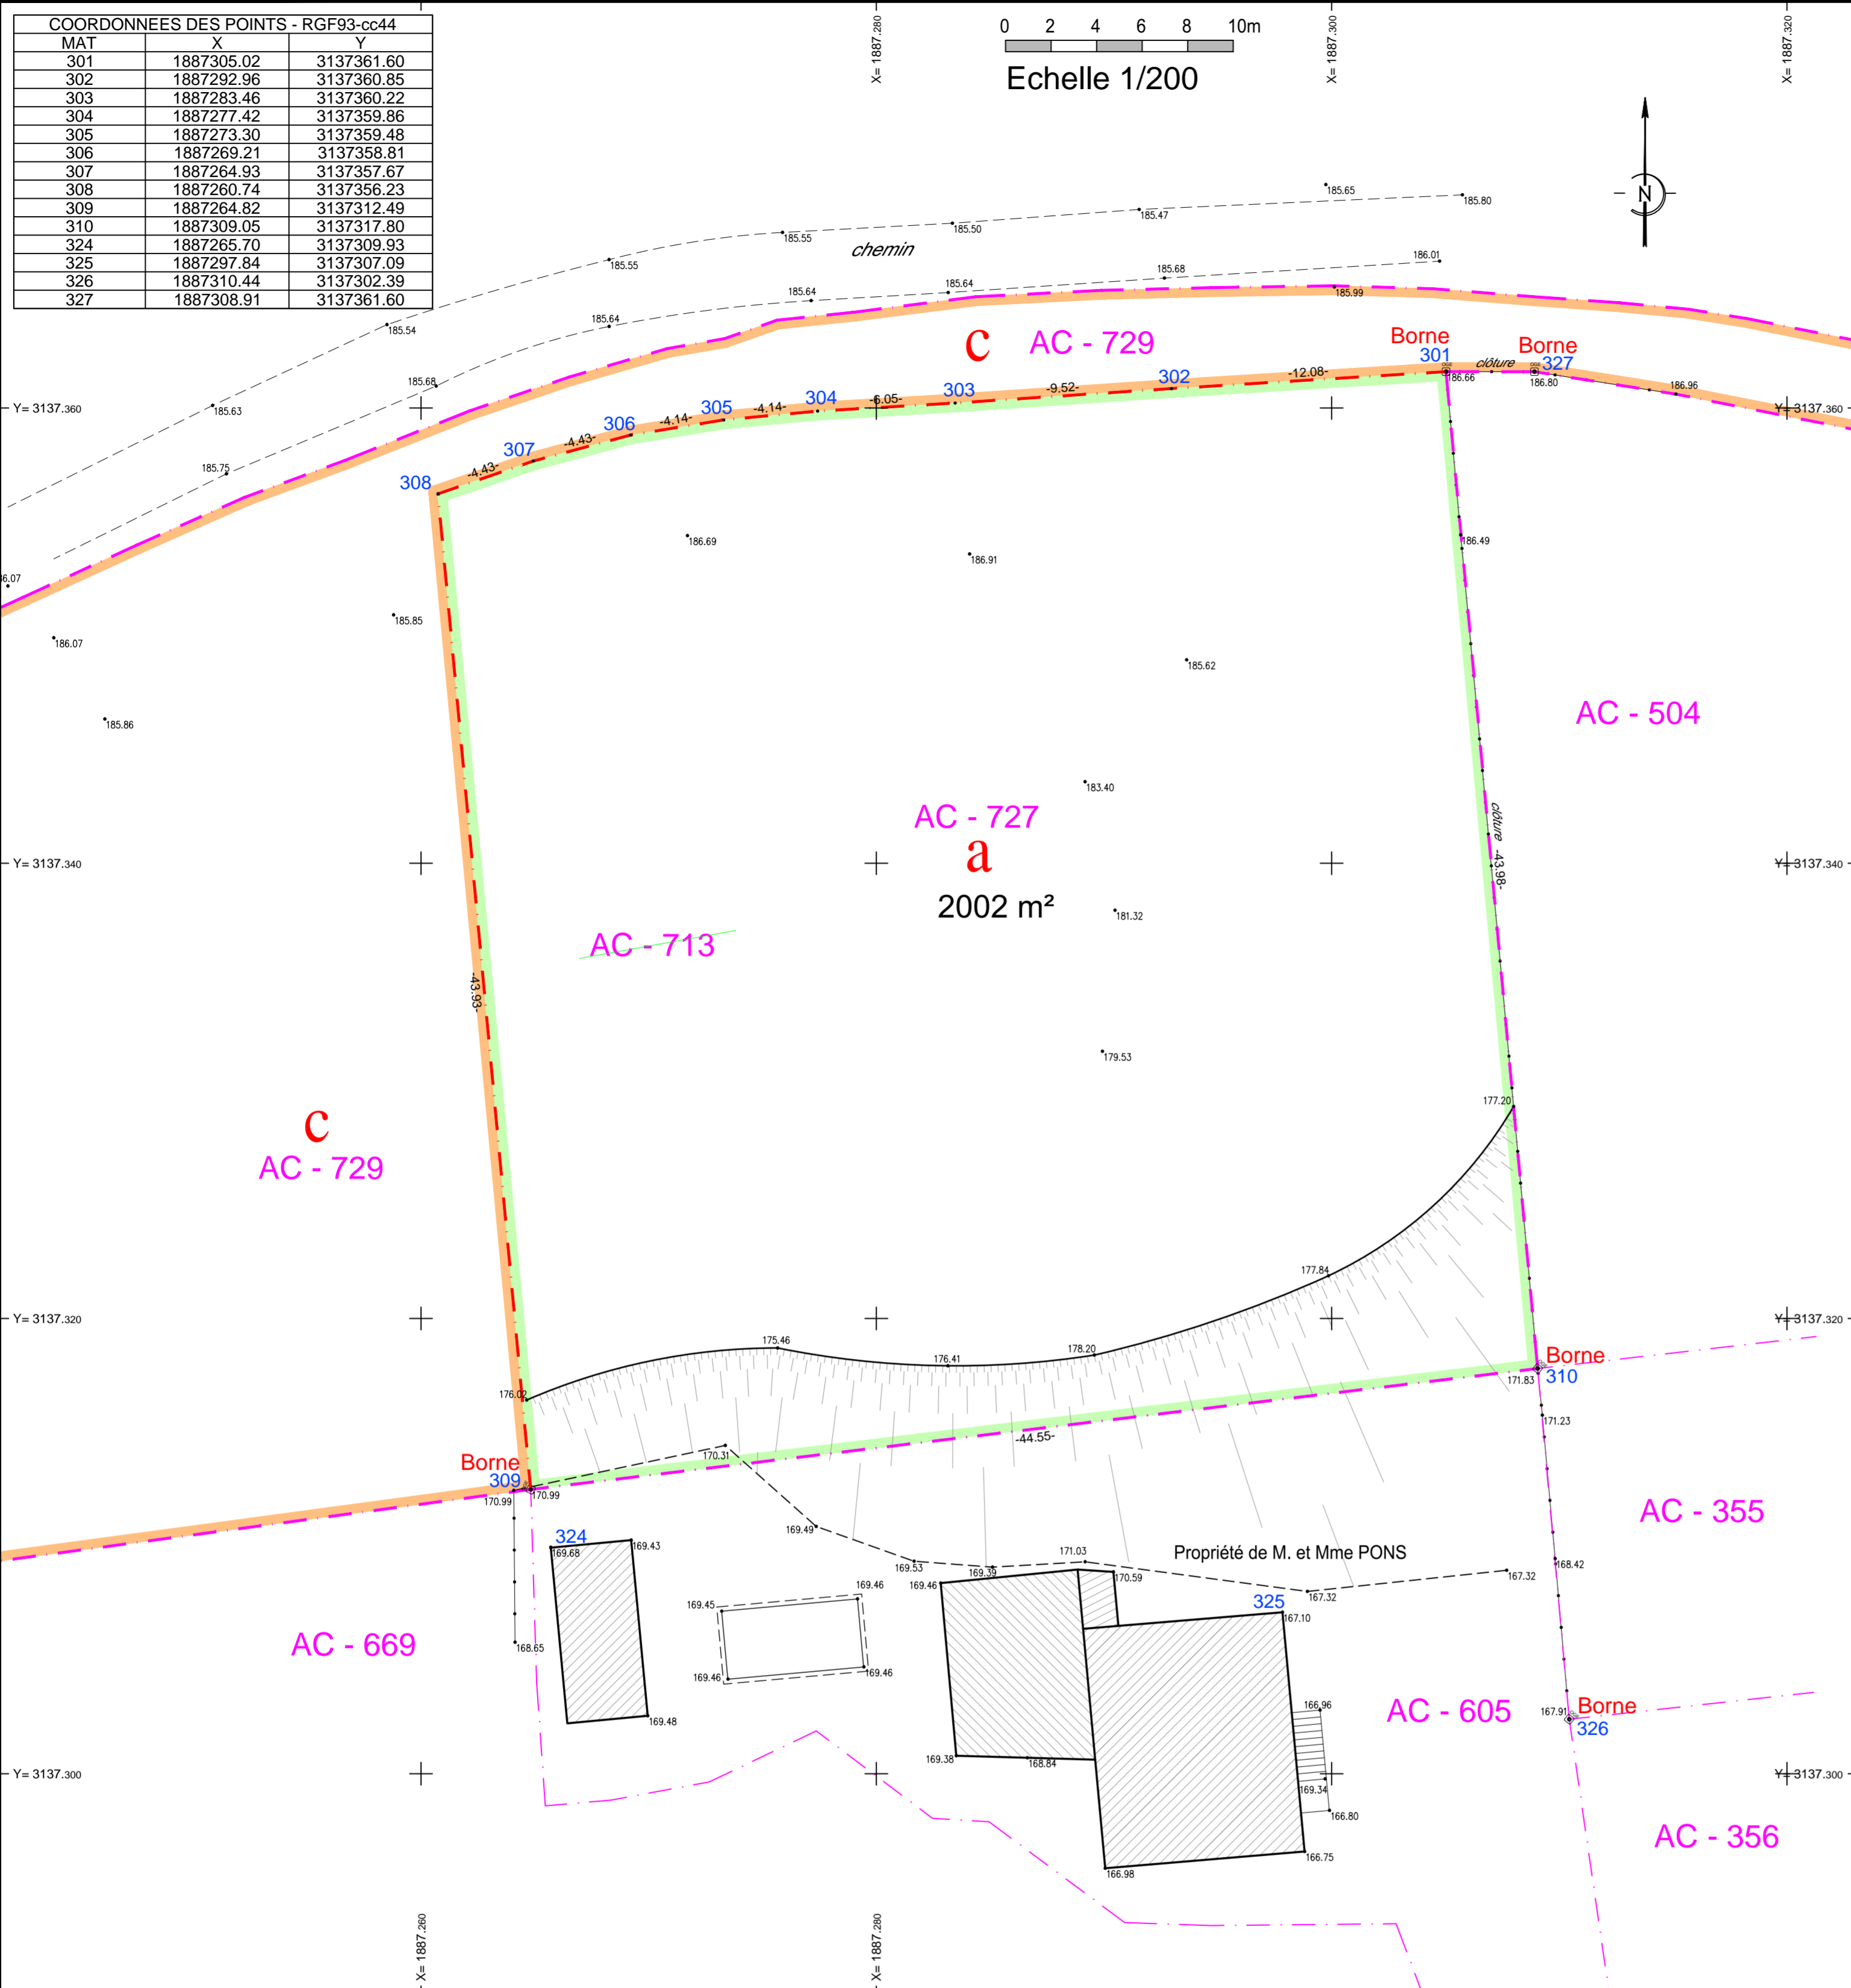 COORDONNEES DES POINTS - RGF93-cc44
MAT X Y
301 1887305.02 3137361.60
302 1887292.96 3137360.85
303 1887283.46 3137360.22
304 1887277.42 3137359.86
305 1887273.30 3137359.48
306 1887269.21 3137358.81
307 1887264.93 3137357.67
308 1887260.74 3137356.23
309 1887264.82 3137312.49
310 1887309.05 3137317.80
324 1887265.70 3137309.93
325 1887297.84 3137307.09
326 1887310.44 3137302.39
327 1887308.91 3137361.60
X= 1887.280
0 2 4 6 8 10m
Echelle 1/200
X= 1887.300
X= 1887.320
N
185.65
185.80
185.47
185.50
185.55
chemin
185.55
186.01
185.68
185.64
185.64
185.99
185.54
185.64
c AC - 729
Borne
301
clôture
Borne
327
186.66
186.80
186.96
185.68
185.63
Y= 3137.360
308
-4.43-
307
-4.43-
306
-4.14-
305
-4.14-
304
-6.05-
303
-9.52-
302
-12.08-
Y= 3137.360
185.75
186.69
186.91
186.49
6.07
185.85
186.07
185.62
185.86
AC - 504
183.40
AC - 727
a
2002 m²
clôture -43.98-
Y= 3137.340
Y= 3137.340
181.32
AC - 713
-43.93-
179.53
177.20
c
AC - 729
177.84
Y= 3137.320
Y= 3137.320
175.46
176.41
178.20
176.02
Borne
310
171.83
171.23
-44.55-
170.31
Borne
309
170.99
170.99
AC - 355
324
169.68
169.43
169.49
169.53
169.39
171.03
Propriété de M. et Mme PONS
168.42
167.32
167.32
169.46
170.59
169.46
169.45
325
167.10
AC - 669
168.65
169.46
169.46
169.48
166.96
AC - 605
167.91
Borne
326
169.38
168.84
Y= 3137.300
Y= 3137.300
169.34
166.80
AC - 356
166.75
166.98
X= 1887.260
X= 1887.280